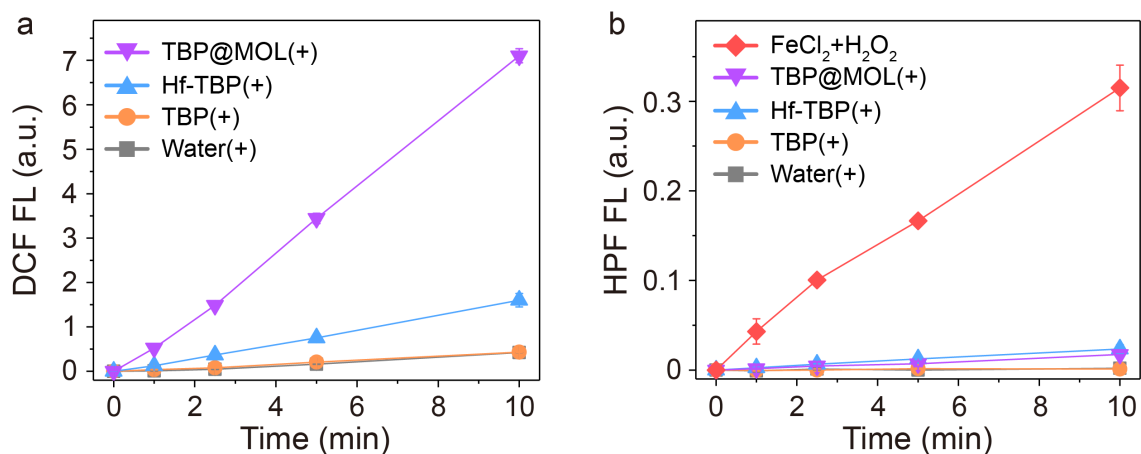 a
DCF FL (a.u.)
7
6
5
4
3
2
1
0
TBP@MOL(+)
Hf-TBP(+)
TBP(+)
Water(+)
0 2 4 6 8 10
Time (min)
b
HPF FL (a.u.)
0.3
0.2
0.1
0
FeCl₂+H₂O₂
TBP@MOL(+)
Hf-TBP(+)
TBP(+)
Water(+)
0 2 4 6 8 10
Time (min)